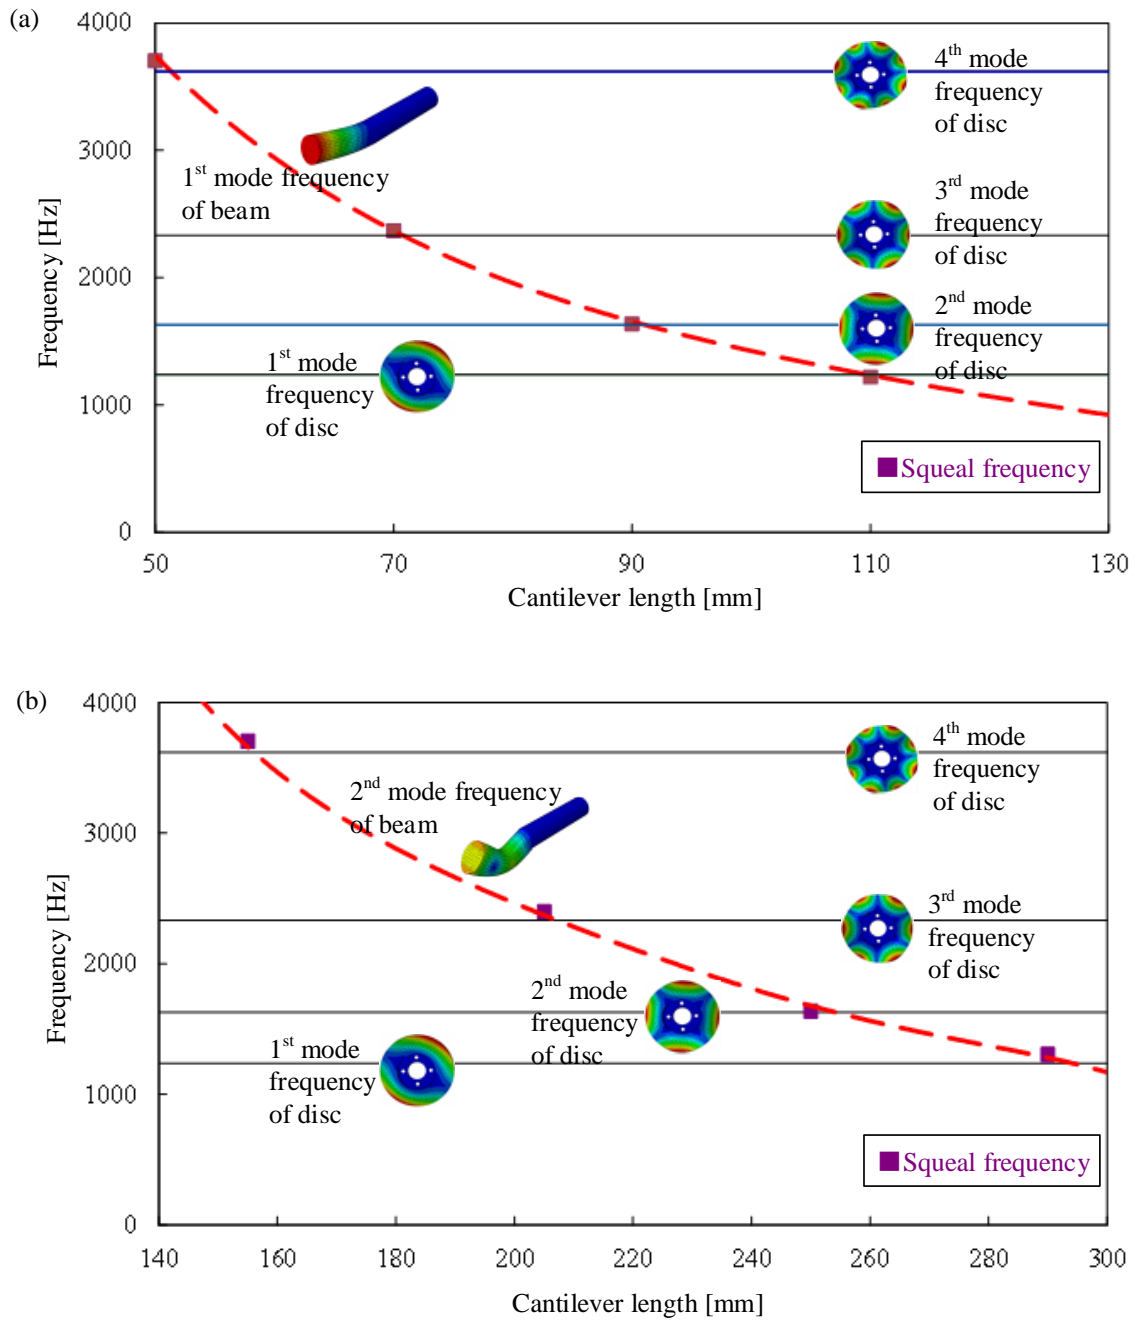 (a)
4000
3000
2000
1000
0
Frequency [Hz]
1st mode frequency
of beam
4th mode
frequency
of disc
3rd mode
frequency
of disc
2nd mode
frequency
of disc
1st mode
frequency
of disc
Squeal frequency
50
70
90
110
130
Cantilever length [mm]
(b)
4000
3000
2000
1000
0
Frequency [Hz]
2nd mode frequency
of beam
4th mode
frequency
of disc
3rd mode
frequency
of disc
2nd mode
frequency
of disc
1st mode
frequency
of disc
Squeal frequency
140
160
180
200
220
240
260
280
300
Cantilever length [mm]